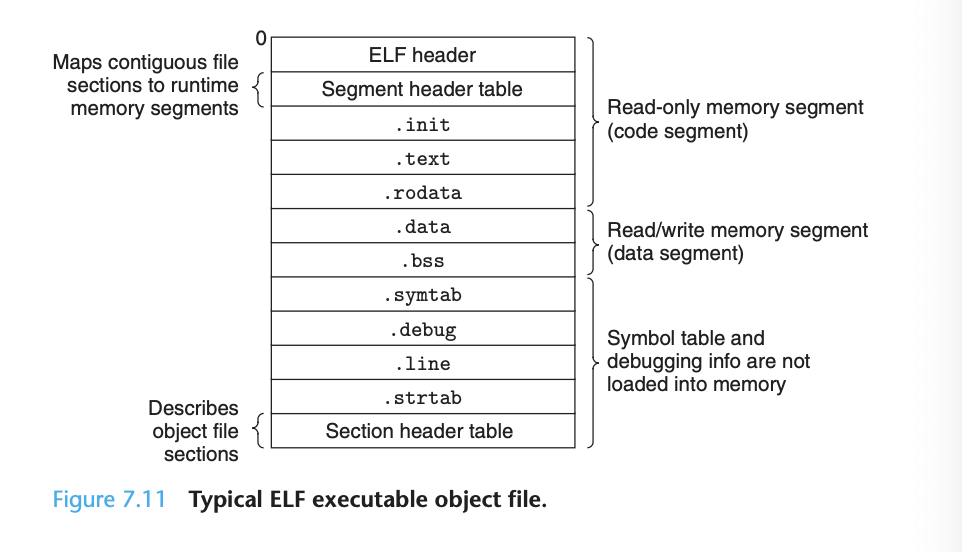 0
ELF header
Maps contiguous file
sections to runtime
memory segments
Segment header table
.init
.text
.rodata
Read-only memory segment
(code segment)
.data
.bss
Read/write memory segment
(data segment)
.symtab
.debug
.line
.strtab
Symbol table and
debugging info are not
loaded into memory
Describes
object file
sections
Section header table
Figure 7.11 Typical ELF executable object file.